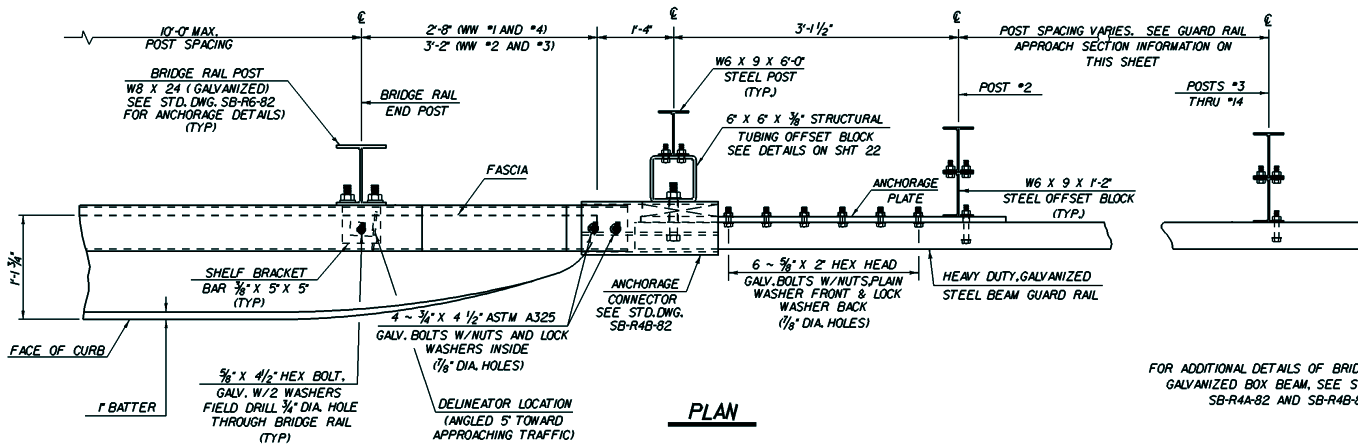 10'-0" MAX.
POST SPACING
2'-8" (WW #1 AND #4)
3'-2" (WW #2 AND #3)
1'-4"
3'-1 1/2"
POST SPACING VARIES. SEE GUARD RAIL
APPROACH SECTION INFORMATION ON
THIS SHEET
BRIDGE RAIL POST
W8 X 24 (GALVANIZED)
SEE STD. DWG. SB-R6-82
FOR ANCHORAGE DETAILS)
(TYP)
BRIDGE RAIL
END POST
W6 X 9 X 6'-0"
STEEL POST
(TYP.)
6" X 6" X 3/8" STRUCTURAL
TUBING OFFSET BLOCK
SEE DETAILS ON SHT 22
POST #2
POSTS #3
THRU #14
FASCIA
ANCHORAGE
PLATE
W6 X 9 X 1'-2"
STEEL OFFSET BLOCK
(TYP.)
1'-1 3/4"
SHELF BRACKET
BAR 3/8" X 5" X 5"
(TYP)
ANCHORAGE
CONNECTOR
SEE STD.DWG.
SB-R4B-82
6 ~ 5/8" X 2" HEX HEAD
GALV.BOLTS W/NUTS,PLAIN
WASHER FRONT & LOCK
WASHER BACK
(7/8" DIA. HOLES)
HEAVY DUTY,GALVANIZED
STEEL BEAM GUARD RAIL
4 ~ 3/4" X 4 1/2" ASTM A325
GALV. BOLTS W/NUTS AND LOCK
WASHERS INSIDE
(7/8" DIA. HOLES)
FACE OF CURB
1" BATTER
5/8" X 4 1/2" HEX BOLT,
GALV. W/2 WASHERS
FIELD DRILL 3/4" DIA. HOLE
THROUGH BRIDGE RAIL
(TYP)
DELINEATOR LOCATION
(ANGLED 5° TOWARD
APPROACHING TRAFFIC)
PLAN
FOR ADDITIONAL DETAILS OF BRID
GALVANIZED BOX BEAM, SEE S
SB-R4A-82 AND SB-R4B-8